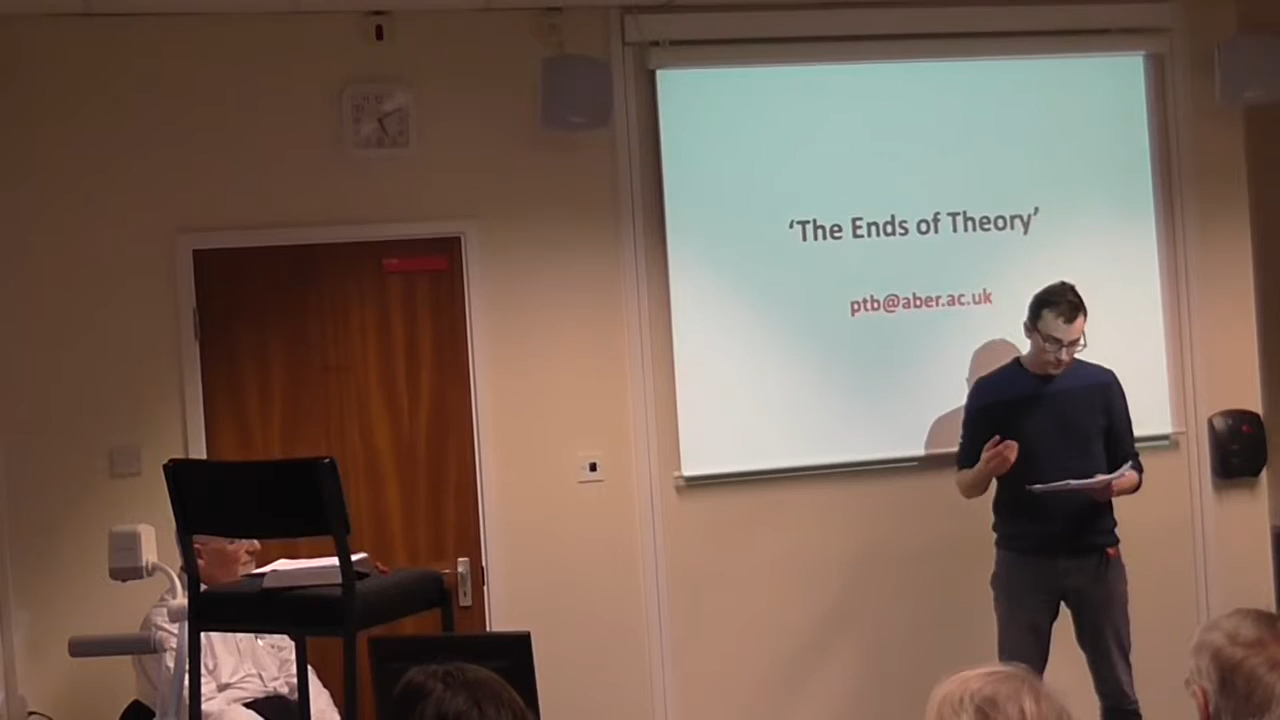 ‘The Ends of Theory’
ptb@aber.ac.uk